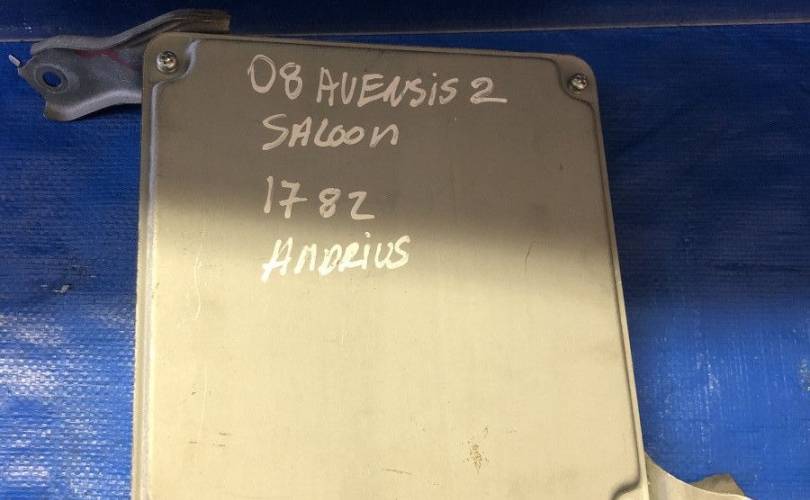 08 AVENSiS 2
SALOON
1782
ANDRIUS